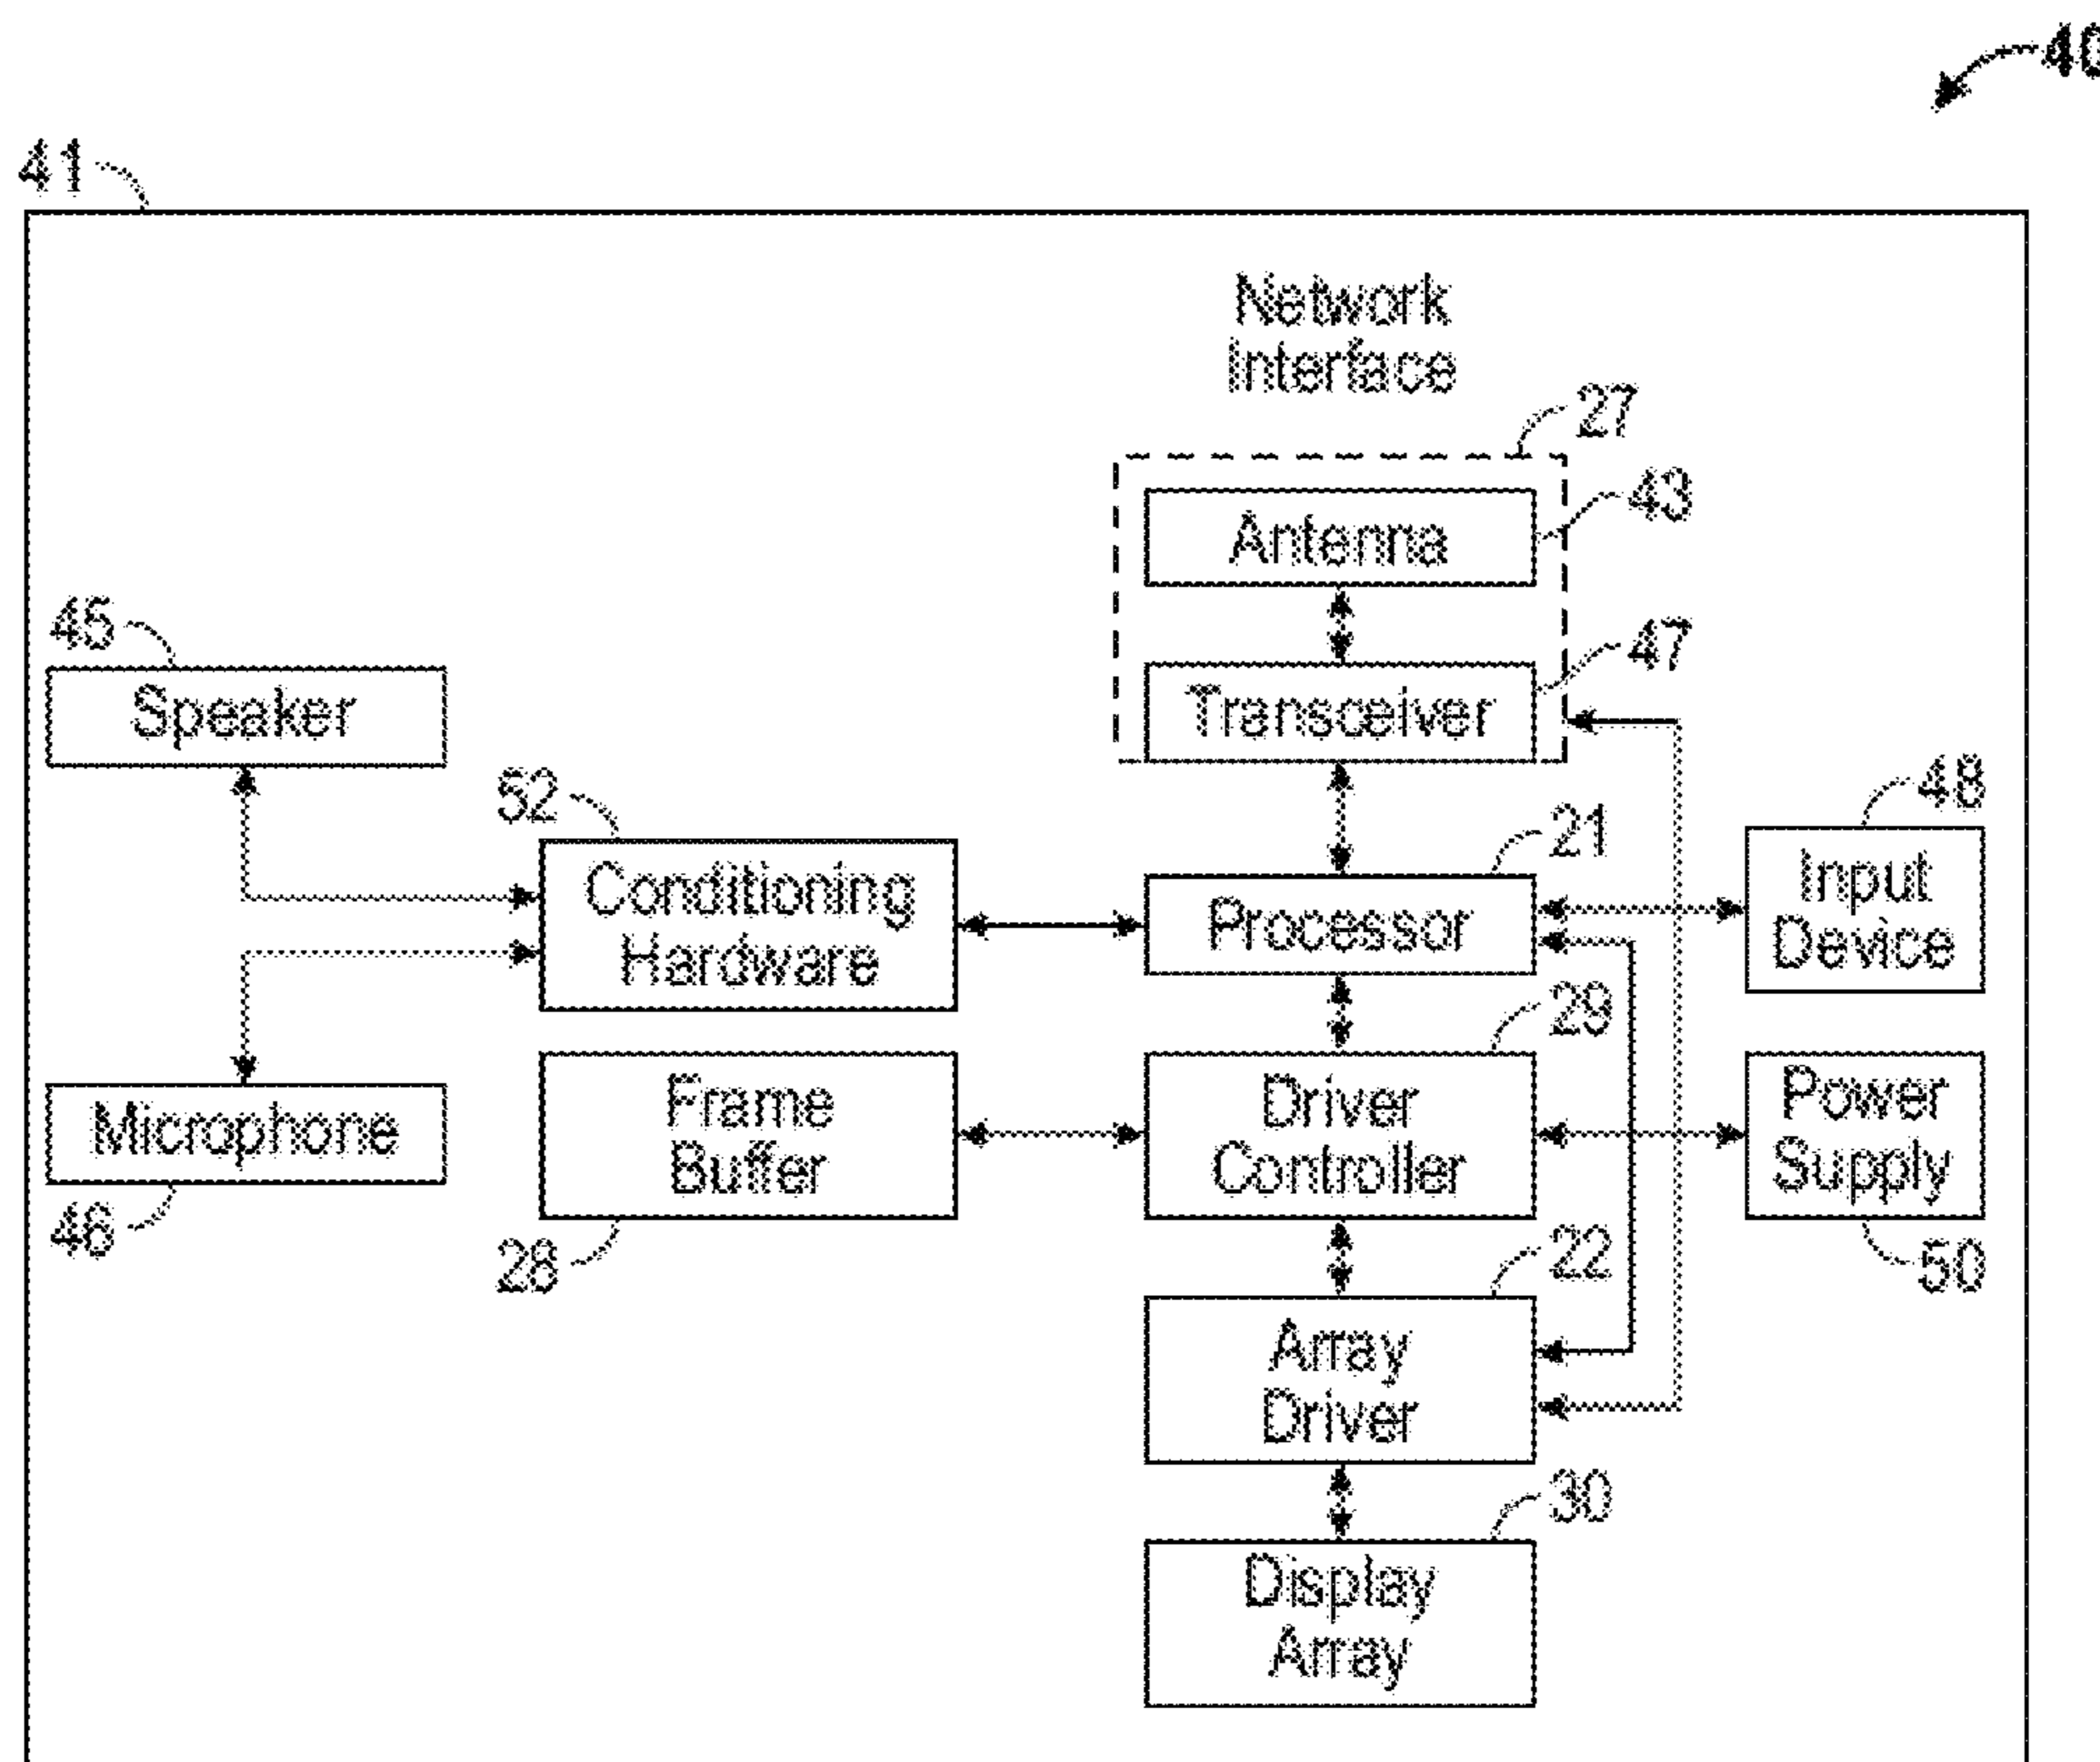 40
41
Network
Interface
27
Antenna
43
45
Speaker
47
Transceiver
52
Conditioning
Hardware
21
Processor
48
Input
Device
29
Frame
Buffer
28
Driver
Controller
Power
Supply
50
Microphone
46
22
Array
Driver
30
Display
Array